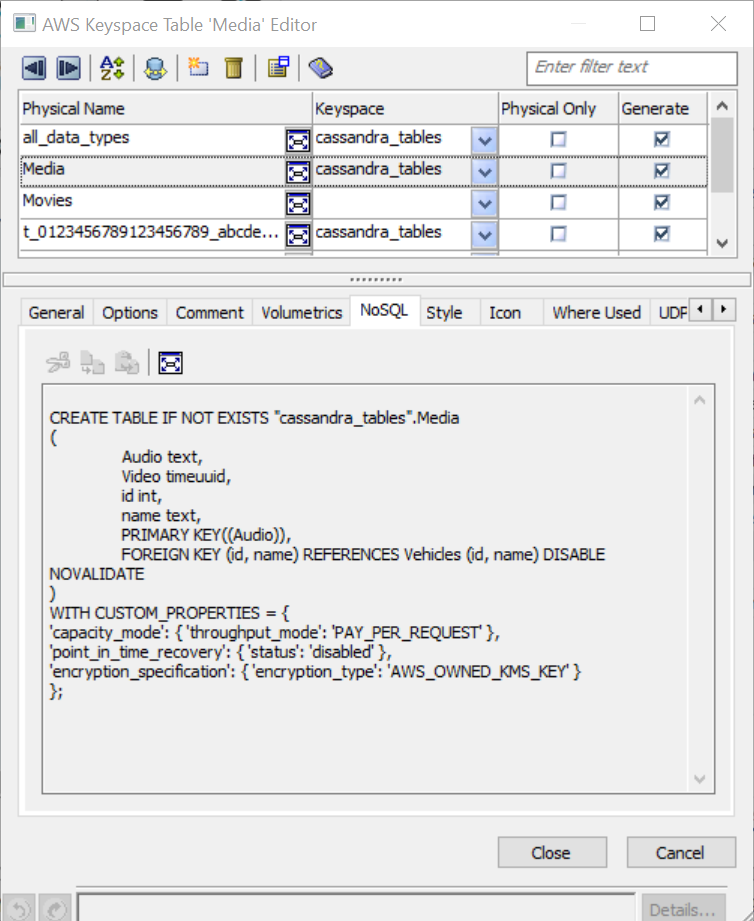 AWS Keyspace Table 'Media' Editor
Enter filter text
Physical Name Keyspace Physical Only Generate
all_data_types cassandra_tables
Media cassandra_tables
Movies
t_0123456789123456789_abcde... cassandra_tables
General Options Comment Volumetrics NoSQL Style Icon Where Used UDP
CREATE TABLE IF NOT EXISTS "cassandra_tables".Media
(
Audio text,
Video timeuuid,
id int,
name text,
PRIMARY KEY((Audio)),
FOREIGN KEY (id, name) REFERENCES Vehicles (id, name) DISABLE
NOVALIDATE
)
WITH CUSTOM_PROPERTIES = {
'capacity_mode': { 'throughput_mode': 'PAY_PER_REQUEST' },
'point_in_time_recovery': { 'status': 'disabled' },
'encryption_specification': { 'encryption_type': 'AWS_OWNED_KMS_KEY' }
};
Close Cancel
Details...